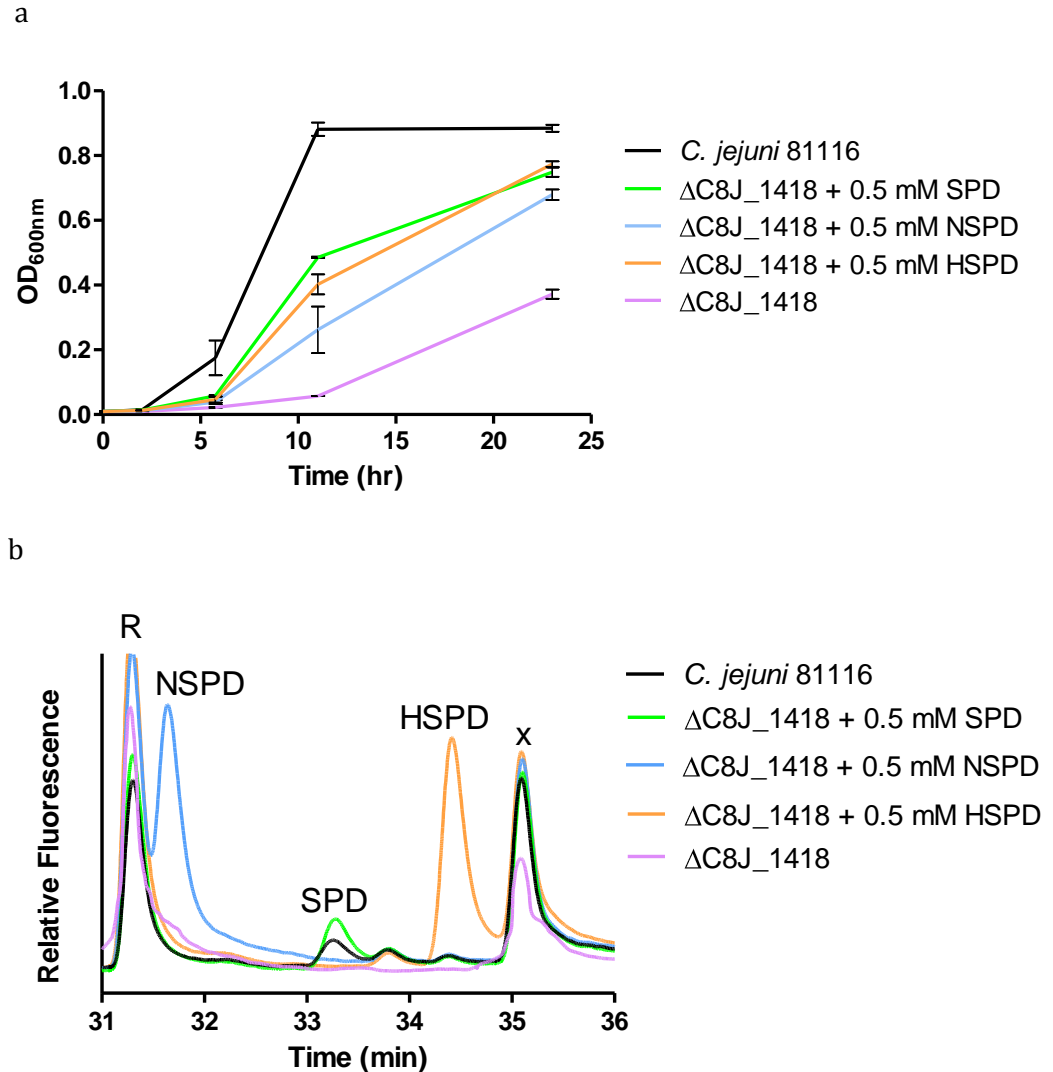 a
1.0
0.8
0.6
0.4
0.2
0.0
OD600nm
0 5 10 15 20 25
Time (hr)
C. jejuni 81116
ΔC8J_1418 + 0.5 mM SPD
ΔC8J_1418 + 0.5 mM NSPD
ΔC8J_1418 + 0.5 mM HSPD
ΔC8J_1418
b
R
NSPD
SPD
HSPD
x
Relative Fluorescence
31 32 33 34 35 36
Time (min)
C. jejuni 81116
ΔC8J_1418 + 0.5 mM SPD
ΔC8J_1418 + 0.5 mM NSPD
ΔC8J_1418 + 0.5 mM HSPD
ΔC8J_1418